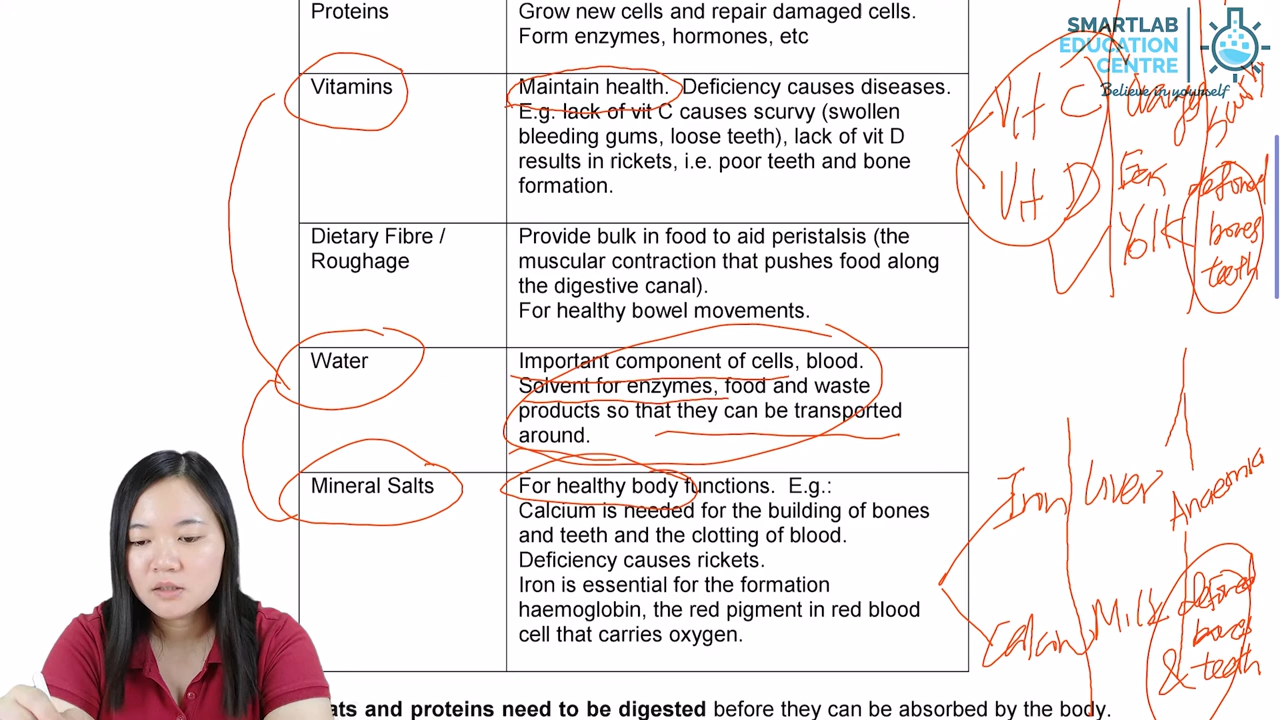 Proteins
Grow new cells and repair damaged cells.
Form enzymes, hormones, etc
SMARTLAB
EDUCATION
CENTRE
Believe in yourself
Vitamins
Maintain health. Deficiency causes diseases.
E.g. lack of vit C causes scurvy (swollen
bleeding gums, loose teeth), lack of vit D
results in rickets, i.e. poor teeth and bone
formation.
Vit C
Vit D
Yolk
bones
teeth
Dietary Fibre /
Roughage
Provide bulk in food to aid peristalsis (the
muscular contraction that pushes food along
the digestive canal).
For healthy bowel movements.
Water
Important component of cells, blood.
Solvent for enzymes, food and waste
products so that they can be transported
around.
Mineral Salts
For healthy body functions. E.g.:
Calcium is needed for the building of bones
and teeth and the clotting of blood.
Deficiency causes rickets.
Iron is essential for the formation
haemoglobin, the red pigment in red blood
cell that carries oxygen.
Iron Liver Anaemia
Milk
bones
& teeth
ats and proteins need to be digested before they can be absorbed by the body.